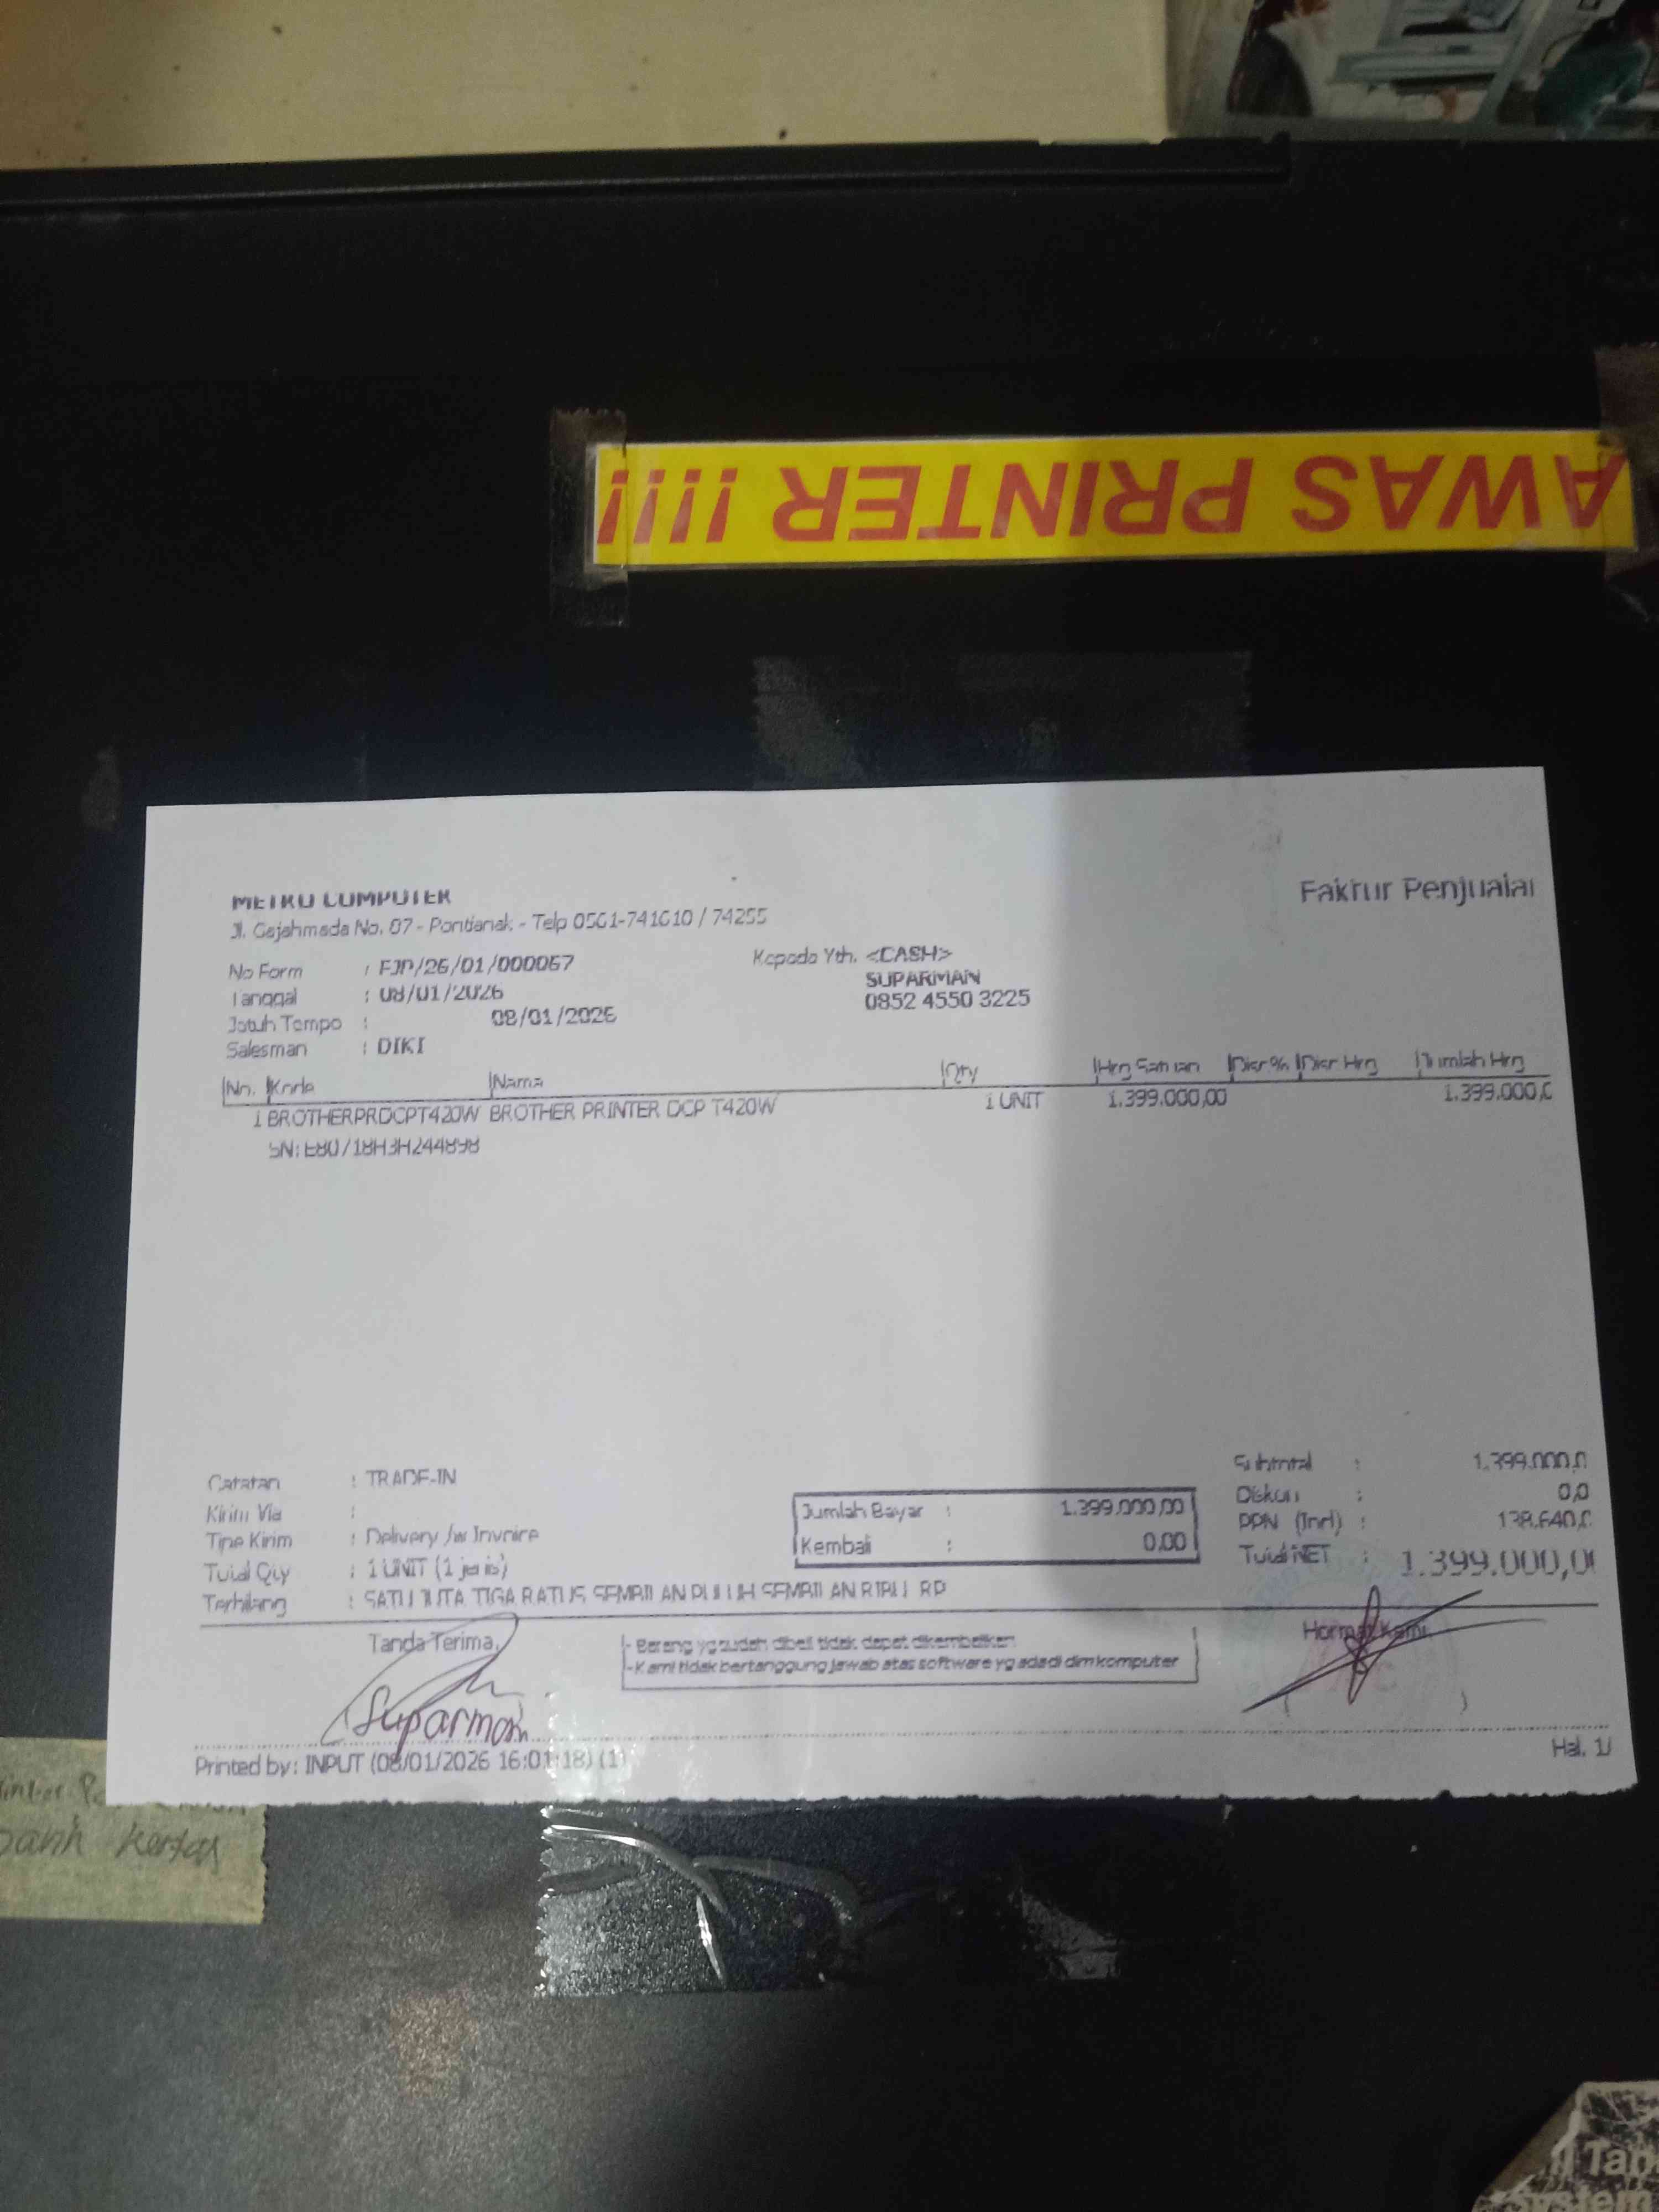 AWAS PRINTER !!!!
METRO COMPUTER
Faktur Penjualan
Jl. Gajahmada No. 87 - Pontianak - Telp 0561-741010 / 74255
No Form : FJP/26/01/000067
Kepada Yth. <CASH>
Tanggal : 08/01/2026
SUPARMAN
Jatuh Tempo : 08/01/2026
0852 4550 3225
Salesman : DIKI
No. Kode Nama Qty Hrg Satuan Disc % Disc Hrg Jumlah Hrg
1 BROTHERPRDCPT420W BROTHER PRINTER DCP T420W 1 UNIT 1.399.000,00 1.399.000,0
SN: E80718H3H244898
Catatan : TRADE-IN
Kirim Via :
Tipe Kirim : Delivery /w Invoice
Total Qty : 1 UNIT (1 jenis)
Terbilang : SATU JUTA TIGA RATUS SEMBILAN PULUH SEMBILAN RIBU RP
Jumlah Bayar : 1.399.000,00
Kembali : 0,00
Subtotal : 1.399.000,0
Diskon : 0,0
PPN (Incl) : 138.640,0
Total NET : 1.399.000,0
Tanda Terima,
- Barang yg sudah dibeli tidak dapat dikembalikan
- Kami tidak bertanggung jawab atas software yg ada di dlm komputer
Hormat Kami,
Suparman
Printed by: INPUT (08/01/2026 16:01:18) (1)
Hal. 1/
kertas